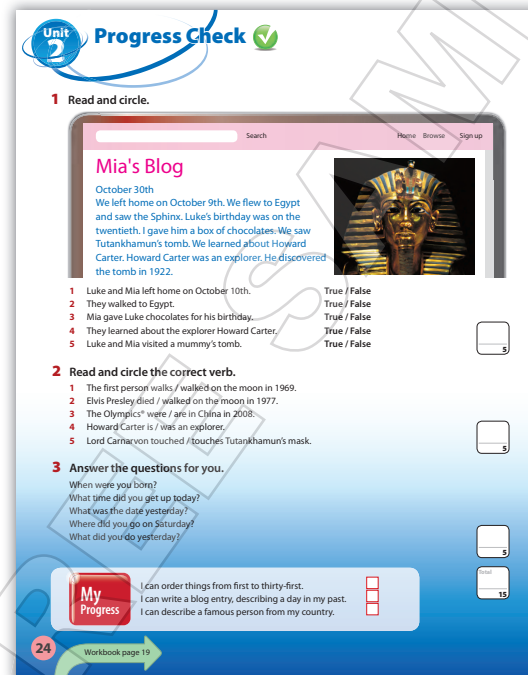 Unit
2
Progress Check
1 Read and circle.
Search Home Browse Sign up
Mia's Blog
October 30th
We left home on October 9th. We flew to Egypt
and saw the Sphinx. Luke's birthday was on the
twentieth. I gave him a box of chocolates. We saw
Tutankhamun's tomb. We learned about Howard
Carter. Howard Carter was an explorer. He discovered
the tomb in 1922.
1 Luke and Mia left home on October 10th. True / False
2 They walked to Egypt. True / False
3 Mia gave Luke chocolates for his birthday. True / False
4 They learned about the explorer Howard Carter. True / False
5 Luke and Mia visited a mummy's tomb. True / False
5
2 Read and circle the correct verb.
1 The first person walks / walked on the moon in 1969.
2 Elvis Presley died / walked on the moon in 1977.
3 The Olympics® were / are in China in 2008.
4 Howard Carter is / was an explorer.
5 Lord Carnarvon touched / touches Tutankhamun's mask.
5
3 Answer the questions for you.
When were you born?
What time did you get up today?
What was the date yesterday?
Where did you go on Saturday?
What did you do yesterday?
5
Total
15
My
Progress
I can order things from first to thirty-first.
I can write a blog entry, describing a day in my past.
I can describe a famous person from my country.
24
Workbook page 19
FREE SAM